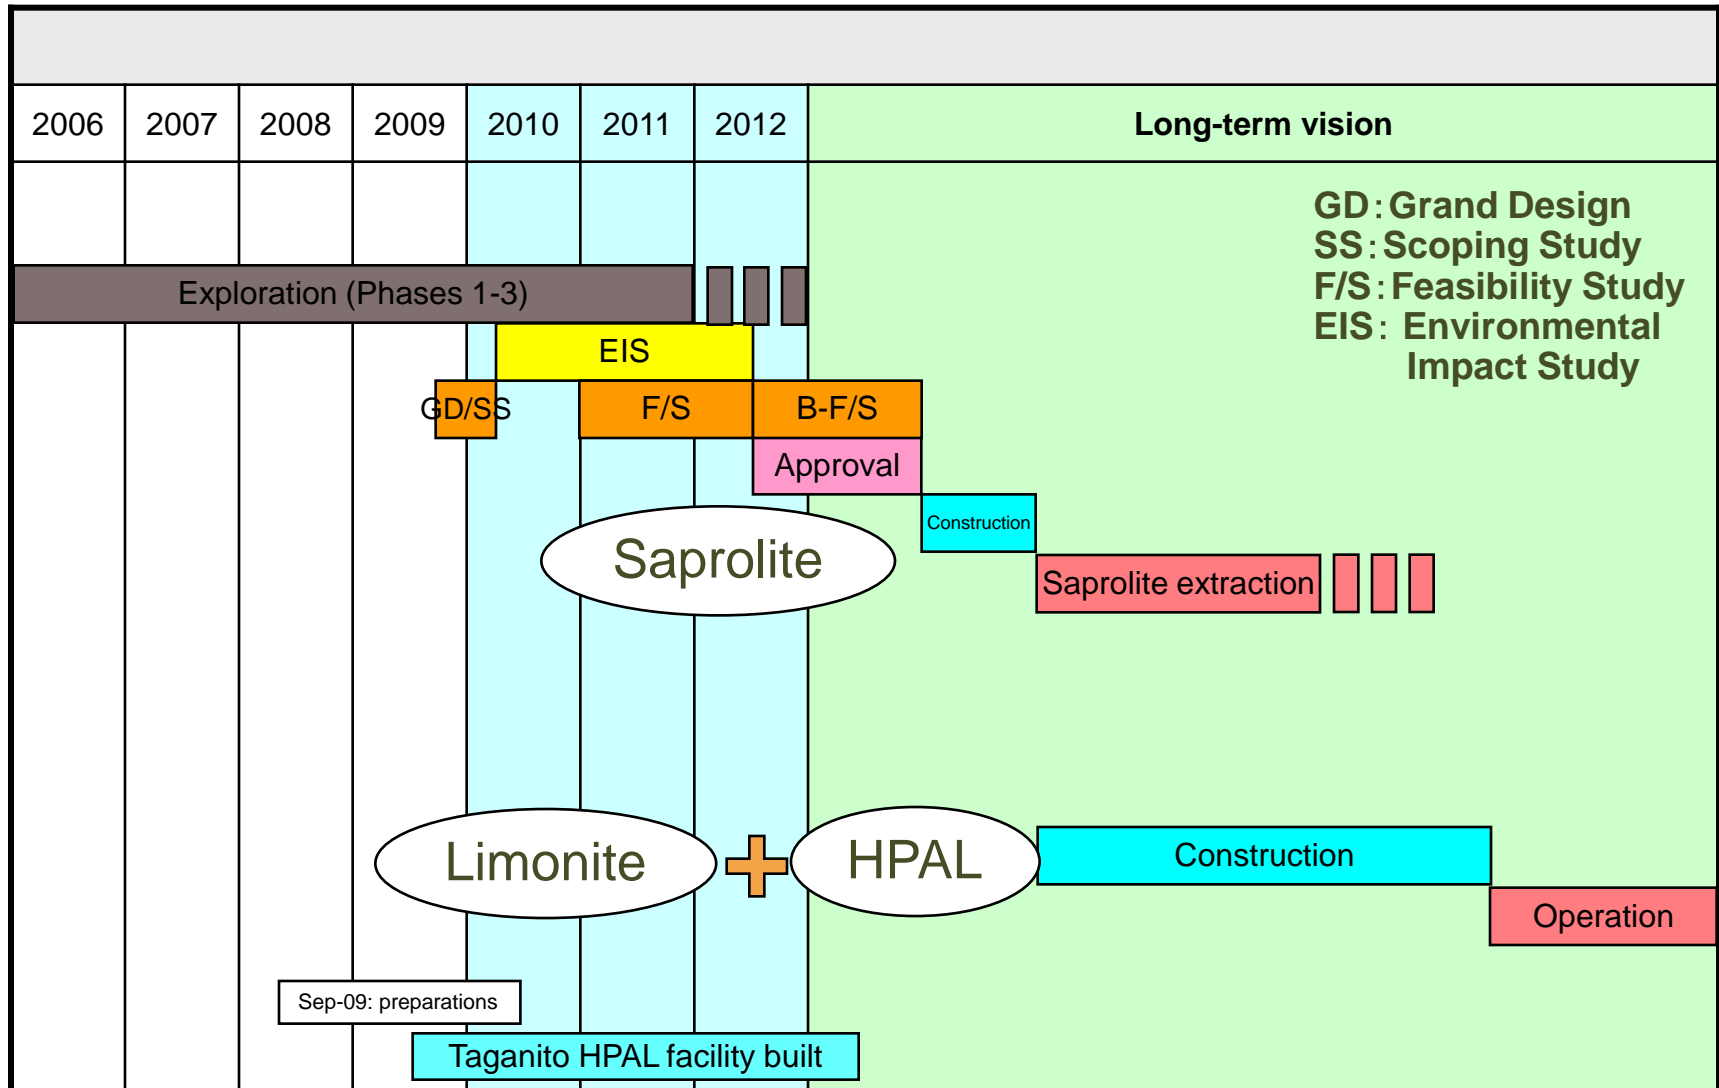 2006 2007 2008 2009 2010 2011 2012 Long-term vision
GD：Grand Design
SS：Scoping Study
F/S：Feasibility Study
EIS： Environmental
Impact Study
Exploration (Phases 1-3)
EIS
GD/SS F/S B-F/S
Approval
Construction
Saprolite
Saprolite extraction
Limonite + HPAL Construction
Operation
Sep-09: preparations
Taganito HPAL facility built